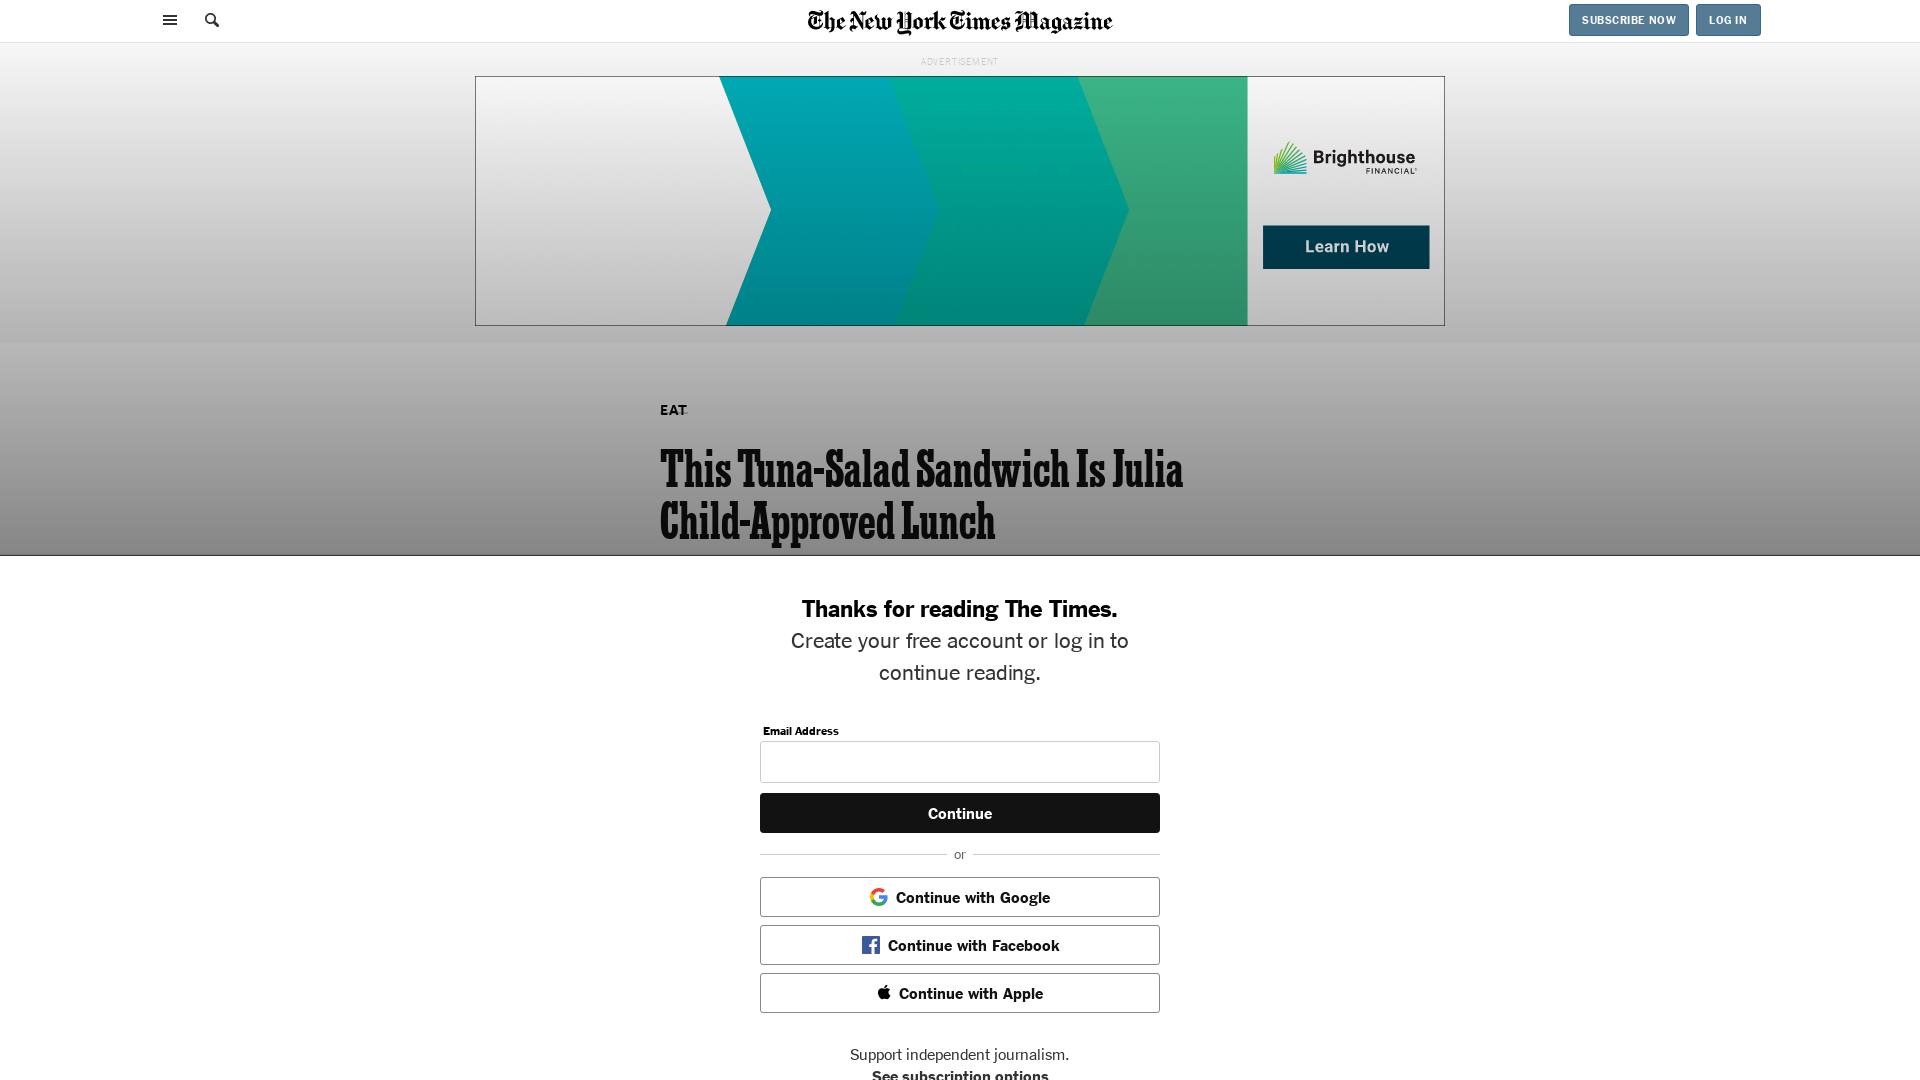 The New York Times Magazine
SUBSCRIBE NOW
LOG IN
ADVERTISEMENT
Brighthouse
FINANCIAL
Learn How
EAT
This Tuna-Salad Sandwich Is Julia
Child-Approved Lunch
Thanks for reading The Times.
Create your free account or log in to
continue reading.
Email Address
Continue
or
Continue with Google
Continue with Facebook
Continue with Apple
Support independent journalism.
See subscription options